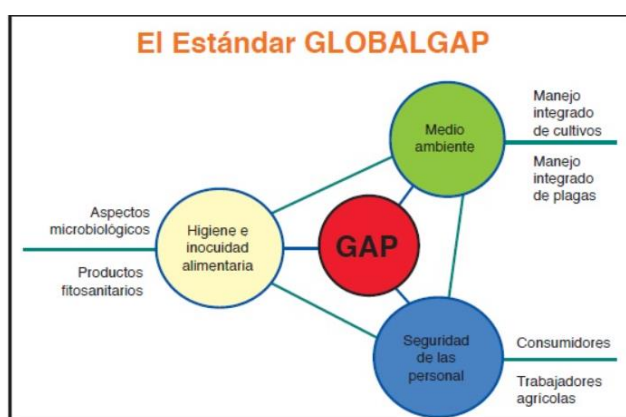 El Estándar GLOBALGAP
Medio
ambiente
Manejo
integrado
de cultivos
Manejo
integrado
de plagas
Aspectos
microbiológicos
Productos
fitosanitarios
Higiene e
inocuidad
alimentaria
GAP
Seguridad
de las
personal
Consumidores
Trabajadores
agrícolas